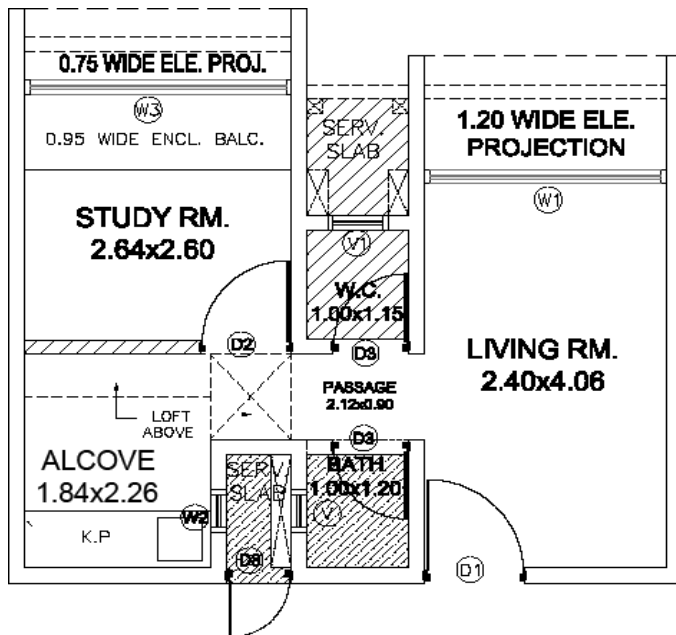 0.75 WIDE ELE. PROJ.
W3
0.95 WIDE ENCL. BALC.
SERV.
SLAB
1.20 WIDE ELE.
PROJECTION
W1
STUDY RM.
2.64x2.60
V1
W.C.
1.00x1.15
D2
D3
LIVING RM.
2.40x4.06
PASSAGE
2.12x0.90
LOFT
ABOVE
D3
ALCOVE
1.84x2.26
SERV.
SLAB
BATH.
1.00x1.20
W2
V
K.P
D8
D1